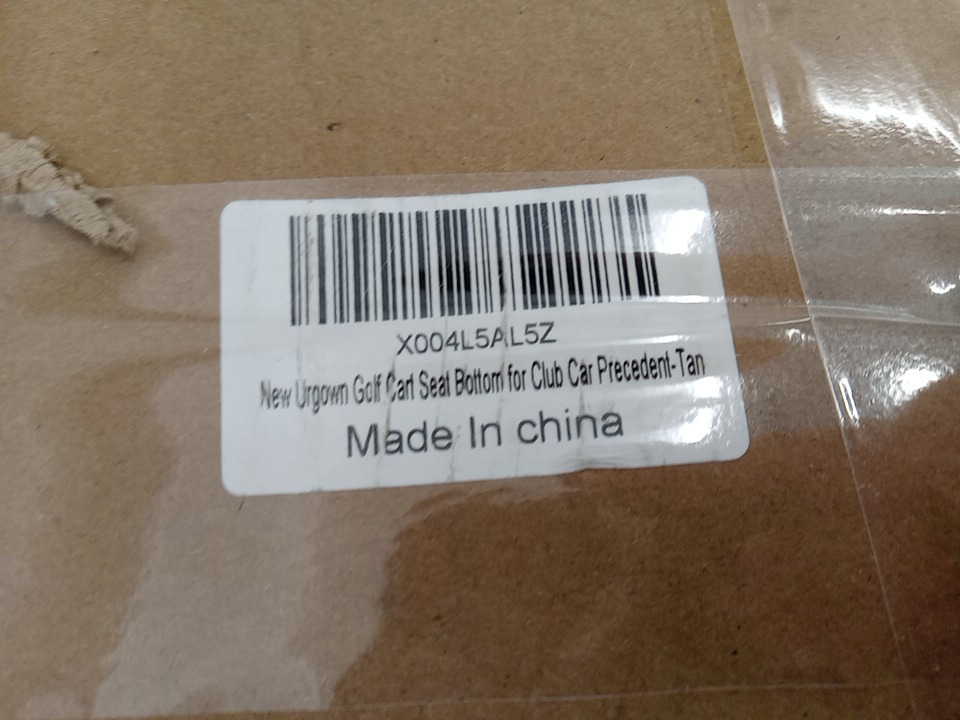 X004L5AL5Z
New Urgown Golf Cart Seat Bottom for Club Car Precedent-Tan
Made In china